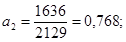 a₂ = 1636/2129 = 0,768;